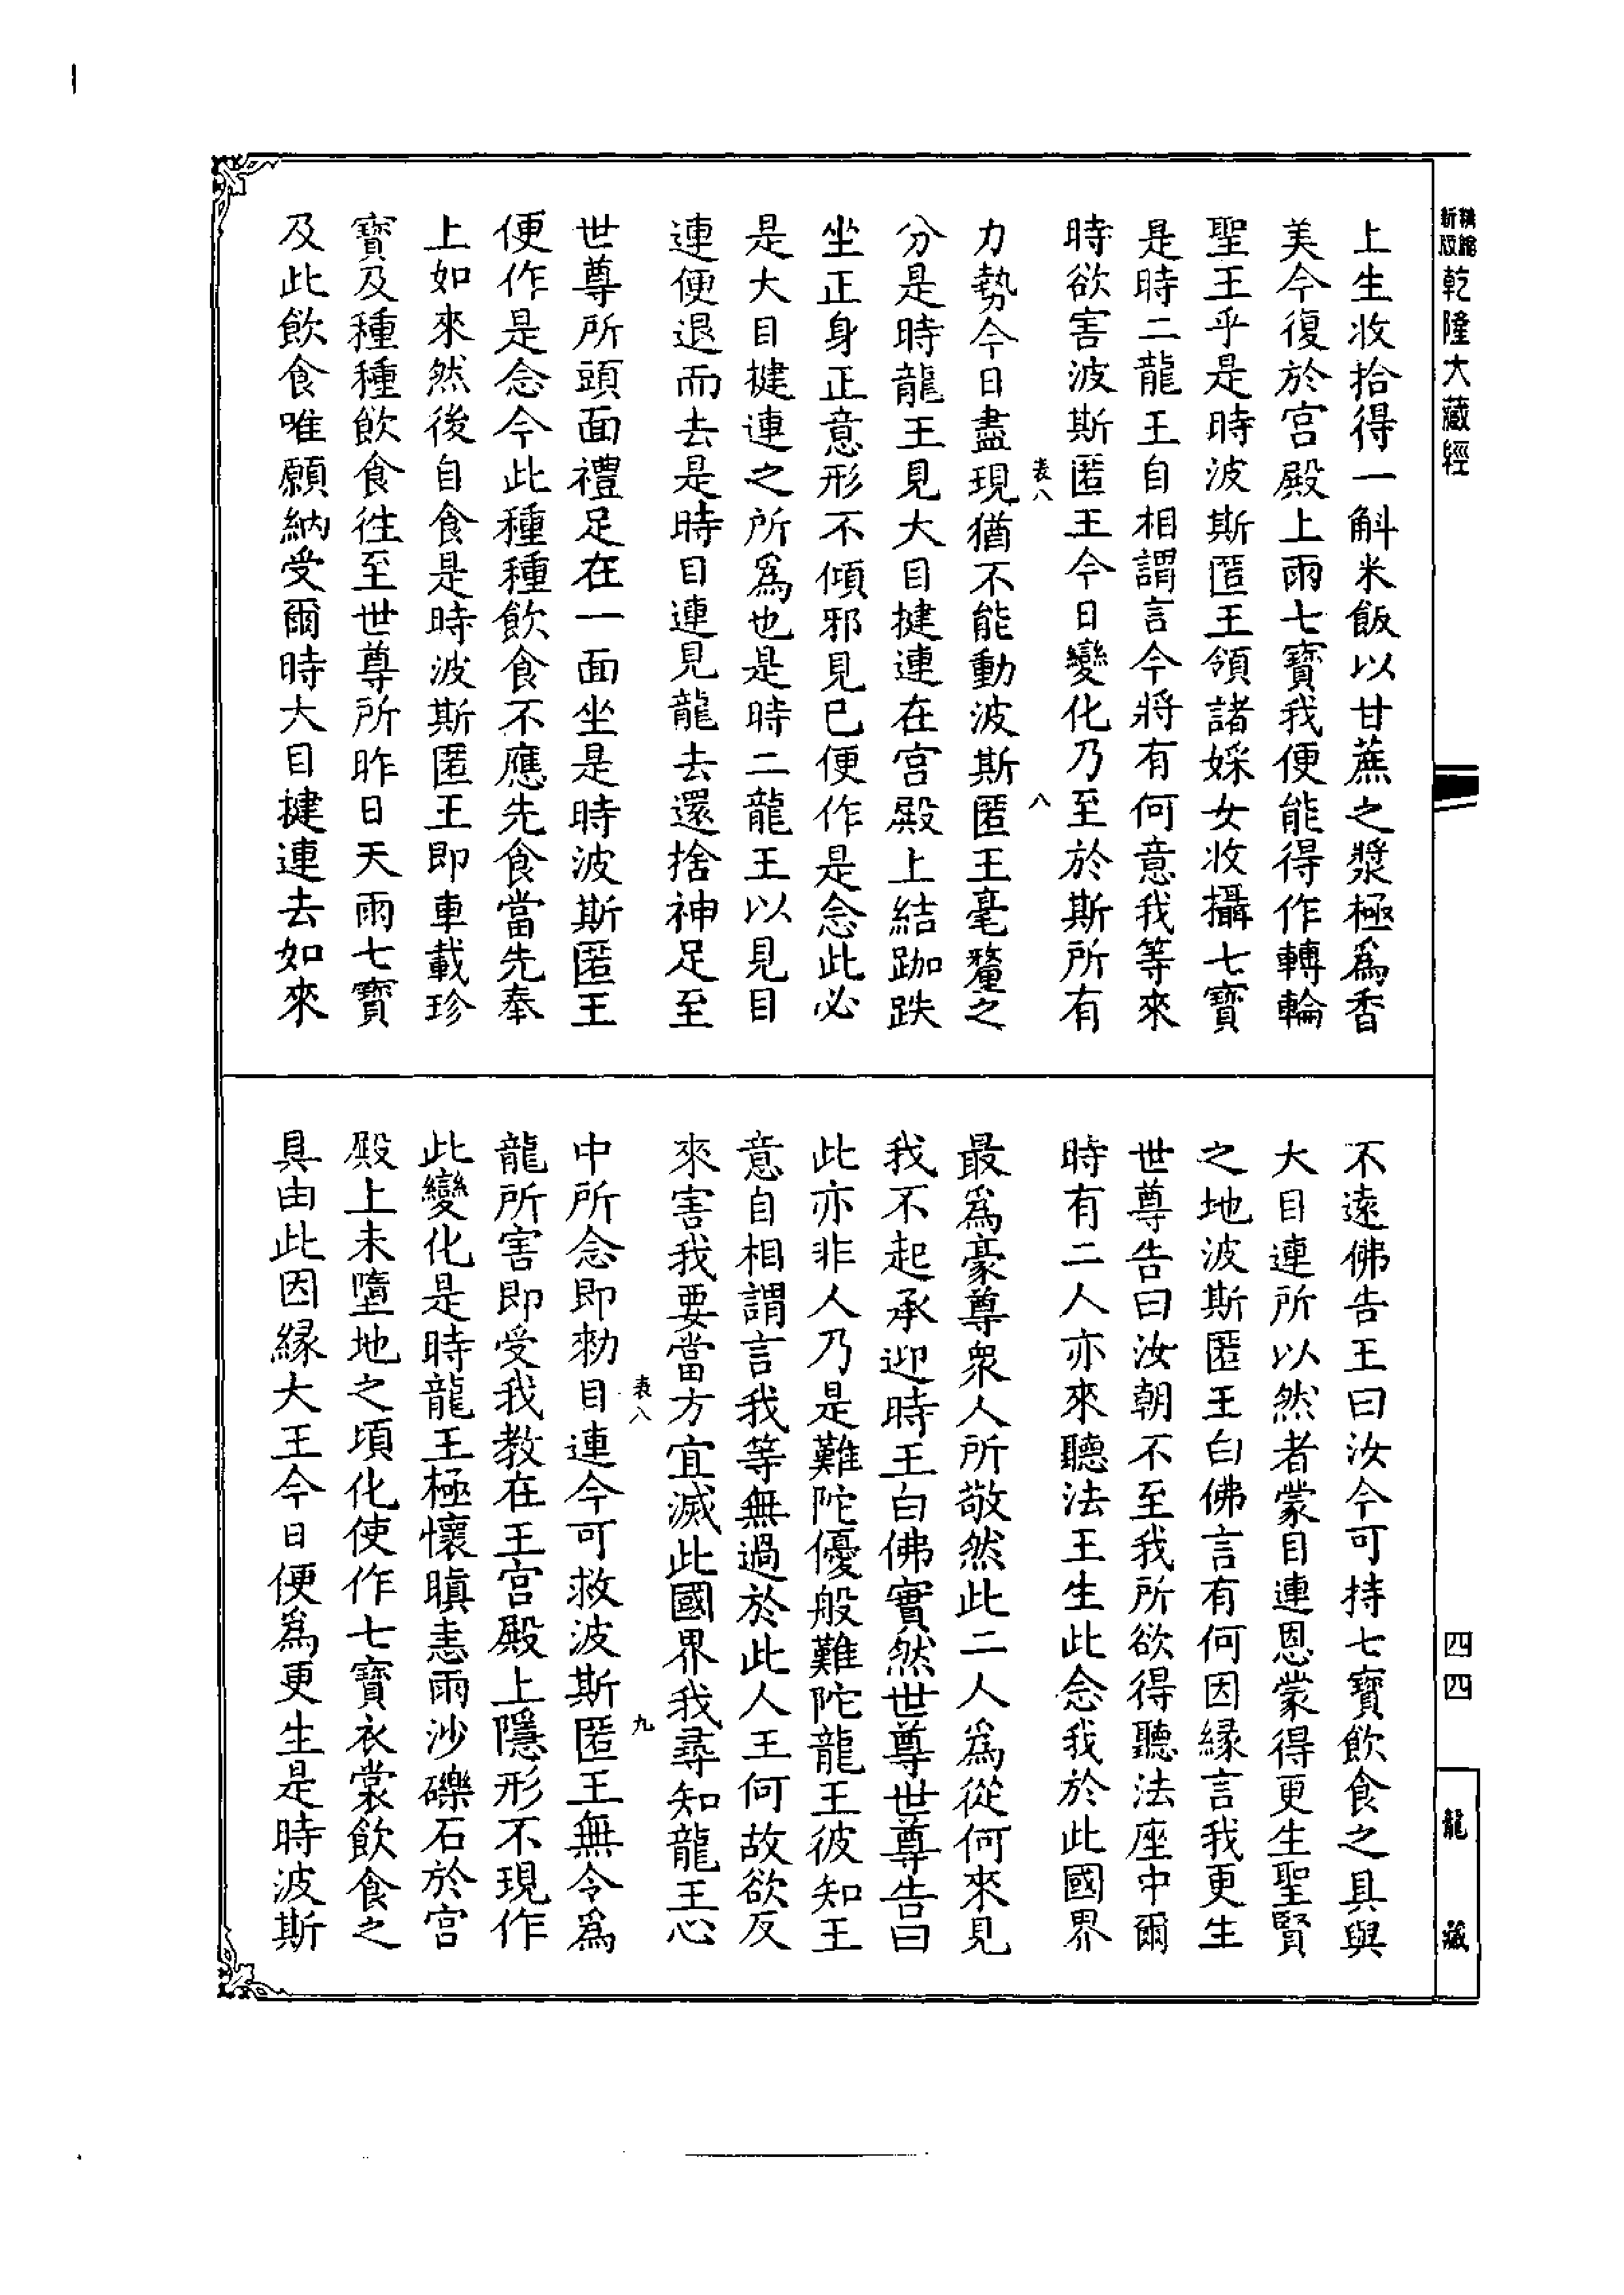 乾隆大藏經
上生收拾得一斛米飯以甘蔗之漿極爲香
美今復於宮殿上雨七寶我便能得作轉輪
聖王乎是時波斯匿王領諸婇女收攝七寶
是時二龍王自相謂言今將有何意我等來
時欲害波斯匿王今日變化乃至於斯所有
表八 八
力勢今日盡現猶不能動波斯匿王毫釐之
分是時龍王見大目揵連在宮殿上結跏趺
坐正身正意形不傾邪見已便作是念此必
是大目揵連之所爲也是時二龍王以見目
連便退而去是時目連見龍去還捨神足至
世尊所頭面禮足在一面坐是時波斯匿王
便作是念今此種種飲食不應先食當先奉
上如來然後自食是時波斯匿王即車載珍
寶及種種飲食往至世尊所昨日天雨七寶
及此飲食唯願納受爾時大目揵連去如來
不遠佛告王曰汝今可持七寶飲食之具與
大目連所以然者蒙目連恩蒙得更生聖賢
之地波斯匿王白佛言有何因緣言我更生
世尊告曰汝朝不至我所欲得聽法座中爾
時有二人亦來聽法王生此念我於此國界
最爲豪尊衆人所敬然此二人爲從何來見
我不起承迎時王白佛實然世尊世尊告曰
此亦非人乃是難陀優般難陀龍王彼知王
意自相謂言我等無過於此人王何故欲反
來害我要當方宜滅此國界我尋知龍王心
表八 九
中所念即勑目連今可救波斯匿王無令爲
龍所害即受我教在王宮殿上隱形不現作
此變化是時龍王極懷瞋恚雨沙礫石於宮
殿上未墮地之頃化使作七寶衣裳飲食之
具由此因緣大王今日便爲更生是時波斯
四四
龍藏